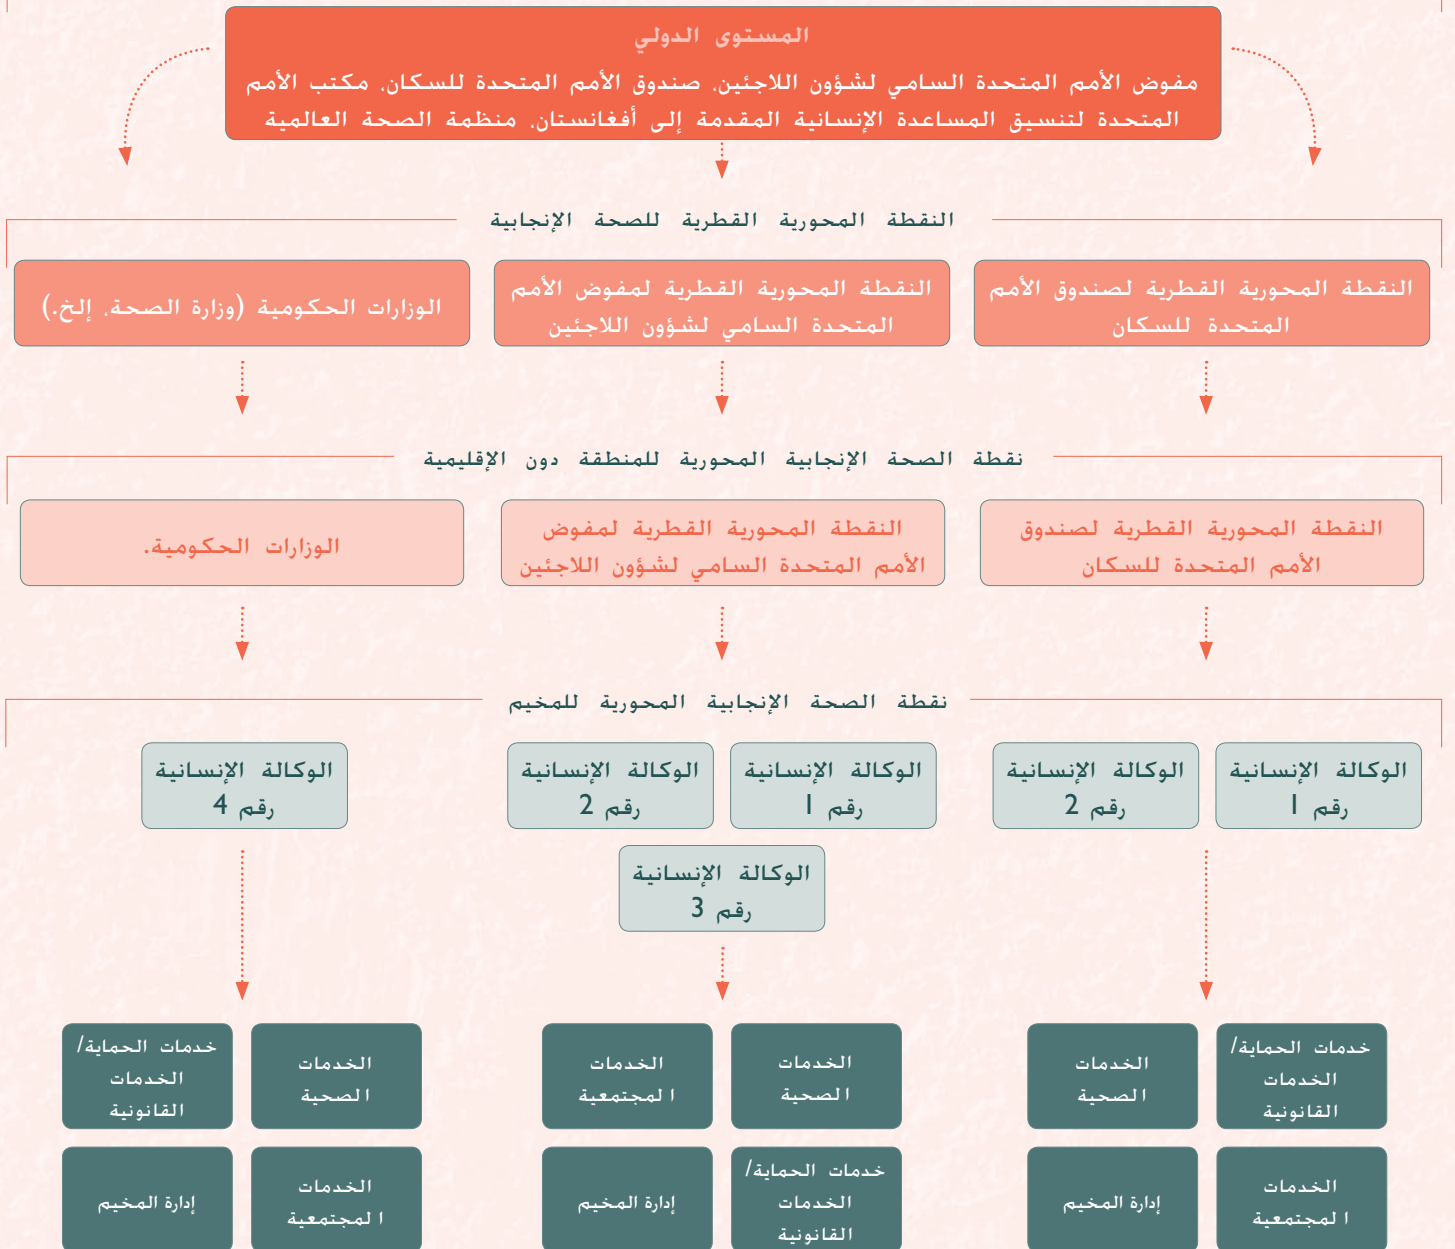 المستوى الدولي
مفوض الأمم المتحدة السامي لشؤون اللاجئين، صندوق الأمم المتحدة للسكان، مكتب الأمم
المتحدة لتنسيق المساعدة الإنسانية المقدمة إلى أفغانستان، منظمة الصحة العالمية
النقطة المحورية القطرية للصحة الإنجابية
النقطة المحورية القطرية لصندوق الأمم
المتحدة للسكان
النقطة المحورية القطرية لمفوض الأمم
المتحدة السامي لشؤون اللاجئين
الوزارات الحكومية (وزارة الصحة، إلخ.)
نقطة الصحة الإنجابية المحورية للمنطقة دون الإقليمية
النقطة المحورية القطرية لصندوق
الأمم المتحدة للسكان
النقطة المحورية القطرية لمفوض
الأمم المتحدة السامي لشؤون اللاجئين
الوزارات الحكومية.
نقطة الصحة الإنجابية المحورية للمخيم
الوكالة الإنسانية
رقم 1
الوكالة الإنسانية
رقم 2
الوكالة الإنسانية
رقم 1
الوكالة الإنسانية
رقم 2
الوكالة الإنسانية
رقم 3
الوكالة الإنسانية
رقم 4
خدمات الحماية/
الخدمات
القانونية
الخدمات
الصحية
الخدمات
المجتمعية
إدارة المخيم
الخدمات
الصحية
الخدمات
المجتمعية
خدمات الحماية/
الخدمات
القانونية
إدارة المخيم
الخدمات
الصحية
خدمات الحماية/
الخدمات
القانونية
الخدمات
المجتمعية
إدارة المخيم